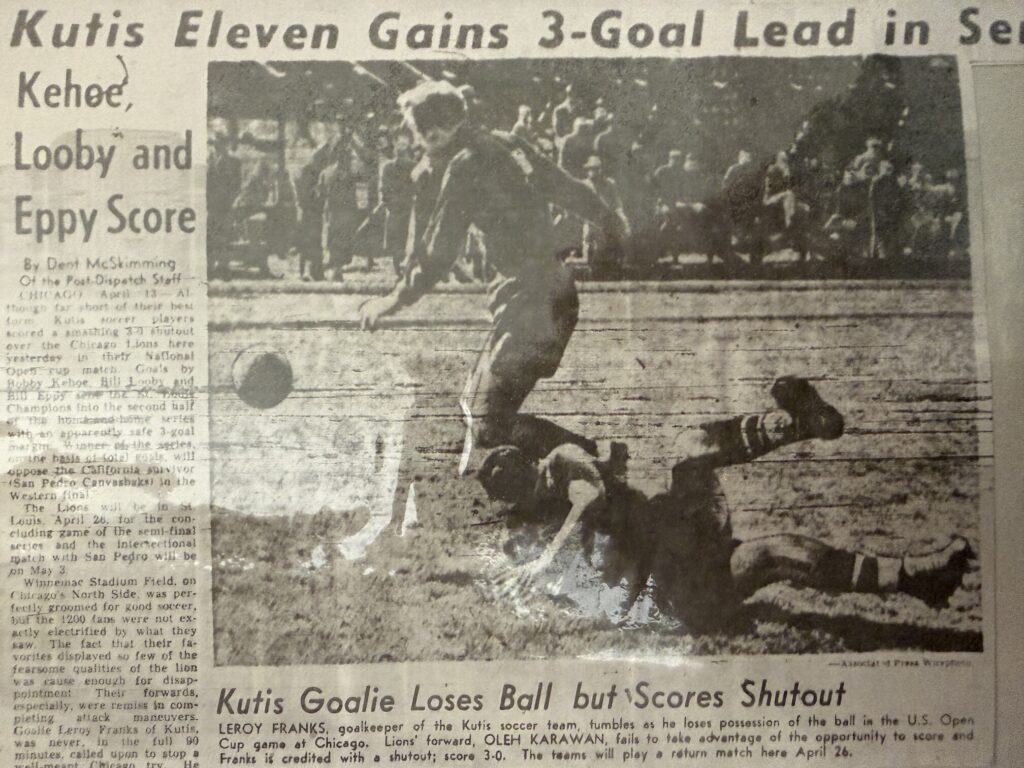 Kutis Eleven Gains 3-Goal Lead in Se
Kehoe,
Looby and
Eppy Score
By Dent McSkimming
Of the Post-Dispatch Staff
CHICAGO, April 13—Al-
though far short of their best
form, Kutis soccer players
scored a smashing 3-0 shutout
over the Chicago Lions here
yesterday in their National
Open cup match. Goals by
Bobby Kehoe, Bill Looby and
Bill Eppy send the St. Louis
Champions into the second half
of the home-and-home series
with an apparently safe 3-goal
margin. Winner of the series,
on the basis of total goals, will
oppose the California survivor
(San Pedro Canvasbaks) in the
Western final.
The Lions will be in St.
Louis, April 26, for the con-
cluding game of the semi-final
series and the intersectional
match with San Pedro will be
on May 3.
Winnemac Stadium Field, on
Chicago's North Side, was per-
fectly groomed for good soccer,
but the 1200 fans were not ex-
actly electrified by what they
saw. The fact that their fa-
vorites displayed so few of the
fearsome qualities of the lion
was cause enough for disap-
pointment. Their forwards,
especially, were remiss in com-
pleting attack maneuvers.
Goalie Leroy Franks of Kutis,
was never, in the full 90
minutes, called upon to stop a
well-meant Chicago try. He
—Associated Press Wirephoto.
Kutis Goalie Loses Ball but Scores Shutout
LEROY FRANKS, goalkeeper of the Kutis soccer team, tumbles as he loses possession of the ball in the U.S. Open
Cup game at Chicago. Lions' forward, OLEH KARAWAN, fails to take advantage of the opportunity to score and
Franks is credited with a shutout; score 3-0. The teams will play a return match here April 26.